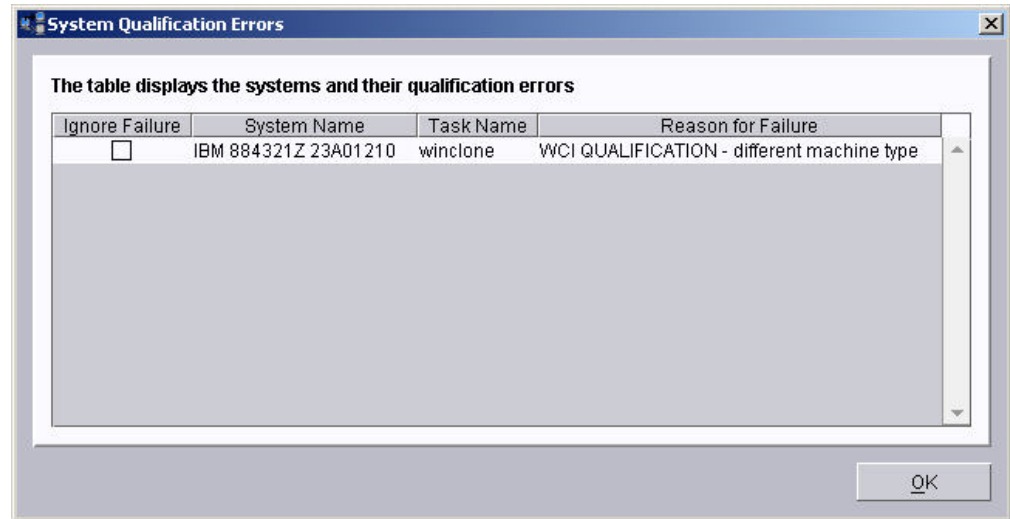 System Qualification Errors
The table displays the systems and their qualification errors
Ignore Failure System Name Task Name Reason for Failure
IBM 884321Z 23A01210 winclone WCI QUALIFICATION - different machine type
OK